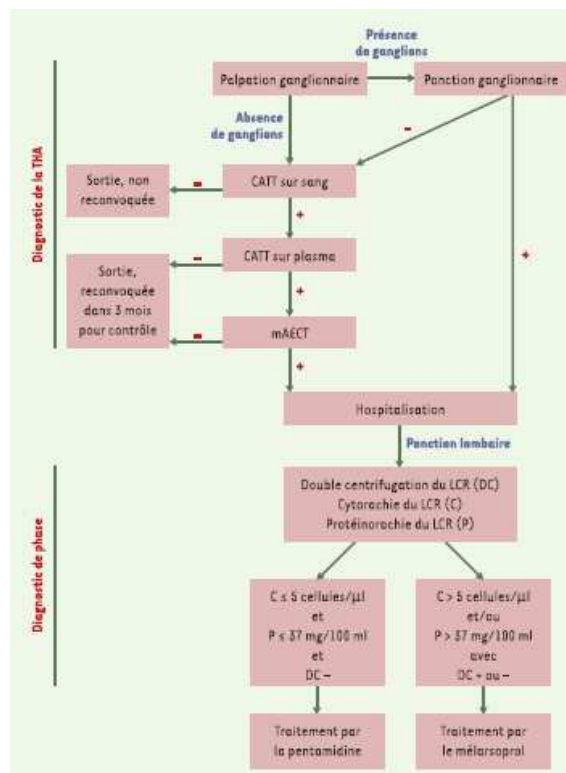 Présence
de ganglions
Palpation ganglionnaire
Ponction ganglionnaire
Absence
de ganglions
–
Diagnostic de la THA
Sortie, non
reconvoquée
–
CATT sur sang
+
CATT sur plasma
–
+
Sortie,
reconvoquée
dans 3 mois
pour contrôle
–
mAECT
+
+
Hospitalisation
Ponction lombaire
Diagnostic de phase
Double centrifugation du LCR (DC)
Cytorachie du LCR (C)
Protéinorachie du LCR (P)
C ≤ 5 cellules/µl
et
P ≤ 37 mg/100 ml
et
DC –
C > 5 cellules/µl
et/ou
P > 37 mg/100 ml
avec
DC + ou –
Traitement par
la pentamidine
Traitement par
le mélarsoprol